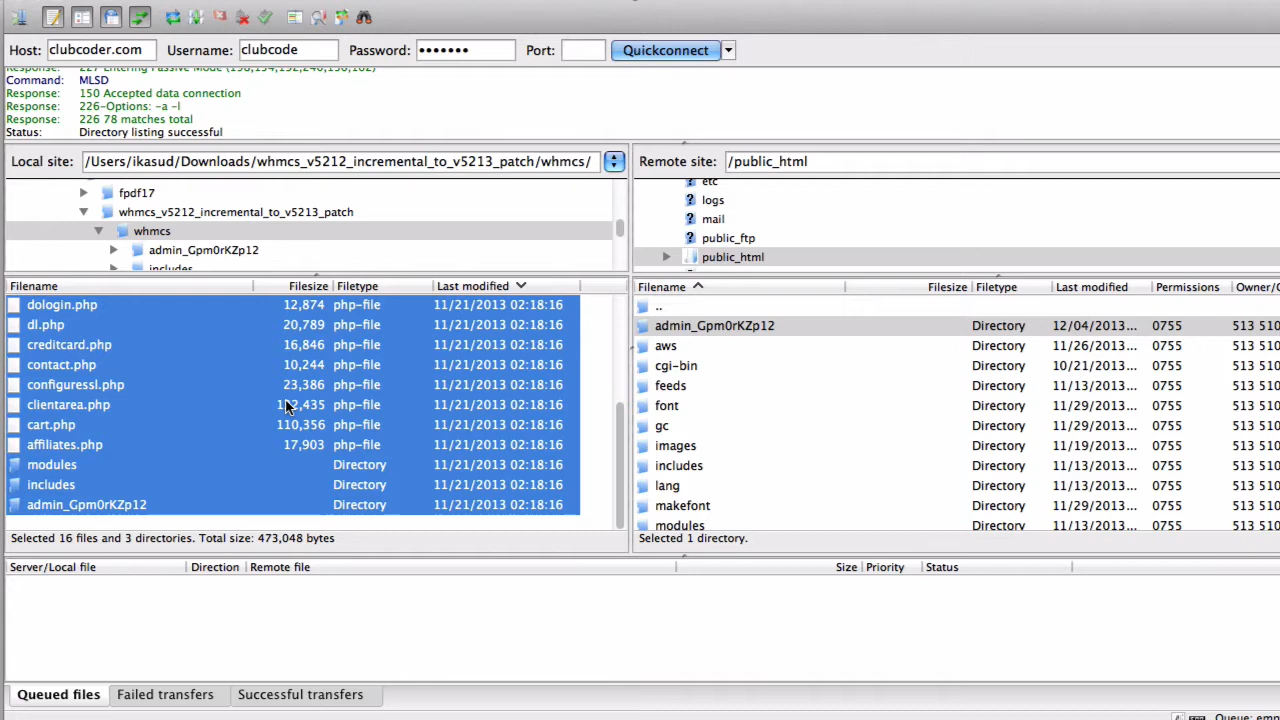 Host: clubcoder.com Username: clubcode Password: ••••••• Port: Quickconnect
Command: MLSD
Response: 150 Accepted data connection
Response: 226-Options: -a -l
Response: 226 78 matches total
Status: Directory listing successful
Local site: /Users/ikasud/Downloads/whmcs_v5212_incremental_to_v5213_patch/whmcs/
fpdf17
whmcs_v5212_incremental_to_v5213_patch
whmcs
admin_Gpm0rKZp12
includes
Filename Filesize Filetype Last modified
dologin.php 12,874 php-file 11/21/2013 02:18:16
dl.php 20,789 php-file 11/21/2013 02:18:16
creditcard.php 16,846 php-file 11/21/2013 02:18:16
contact.php 10,244 php-file 11/21/2013 02:18:16
configuressl.php 23,386 php-file 11/21/2013 02:18:16
clientarea.php php-file 11/21/2013 02:18:16
cart.php 110,356 php-file 11/21/2013 02:18:16
affiliates.php 17,903 php-file 11/21/2013 02:18:16
modules Directory 11/21/2013 02:18:16
includes Directory 11/21/2013 02:18:16
admin_Gpm0rKZp12 Directory 11/21/2013 02:18:16
Selected 16 files and 3 directories. Total size: 473,048 bytes
Remote site: /public_html
etc
logs
mail
public_ftp
public_html
Filename Filesize Filetype Last modified Permissions Owner/G
..
admin_Gpm0rKZp12 Directory 12/04/2013... 0755 513 510
aws Directory 11/26/2013... 0755 513 510
cgi-bin Directory 10/21/2013... 0755 513 510
feeds Directory 11/13/2013... 0755 513 510
font Directory 11/29/2013... 0755 513 510
gc Directory 11/29/2013... 0755 513 510
images Directory 11/19/2013... 0755 513 510
includes Directory 11/13/2013... 0755 513 510
lang Directory 11/13/2013... 0755 513 510
makefont Directory 11/29/2013... 0755 513 510
modules Directory 11/13/2013... 0755 513 510
Selected 1 directory.
Server/Local file Direction Remote file Size Priority Status
Queued files Failed transfers Successful transfers
Queue: